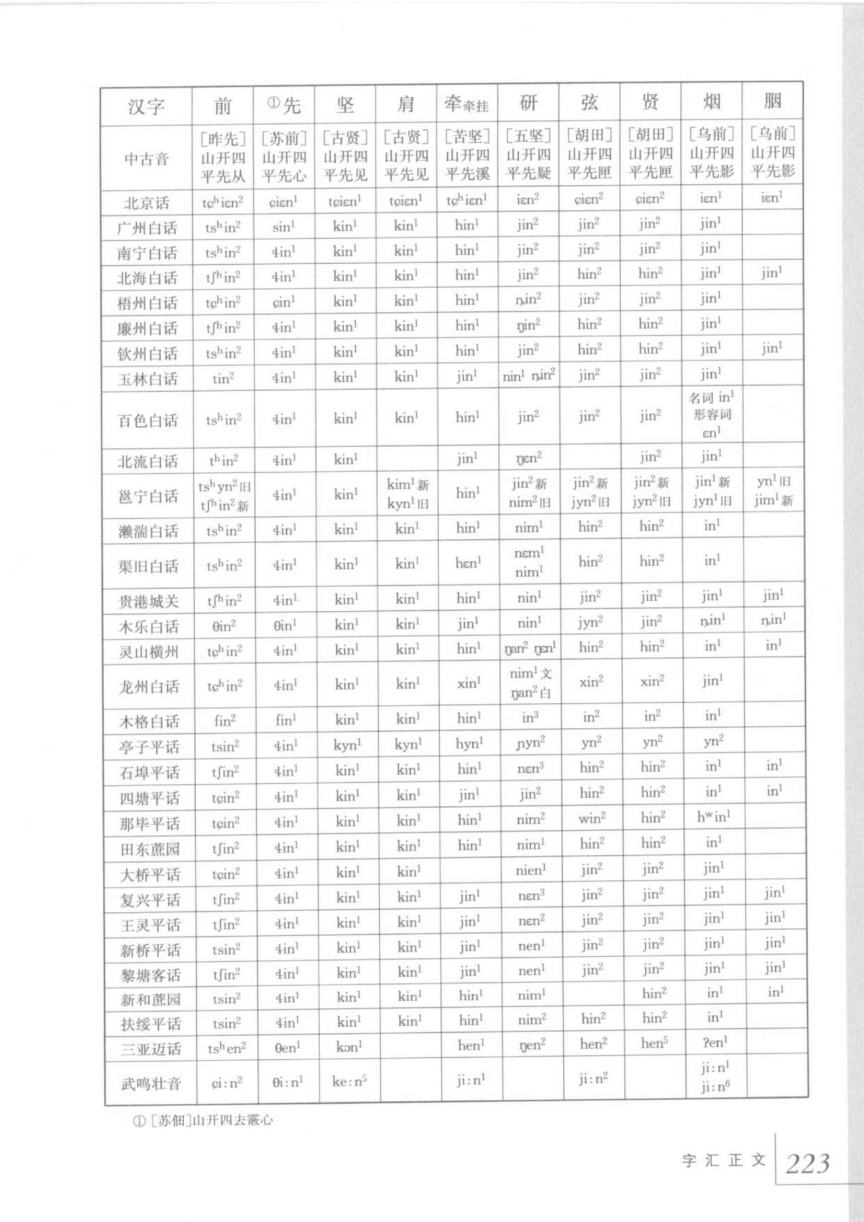 汉字 前 ①先 坚 肩 牵牵挂 研 弦 贤 烟 胭
中古音 [昨先]山开四平先从 [苏前]山开四平先心 [古贤]山开四平先见 [古贤]山开四平先见 [苦坚]山开四平先溪 [五坚]山开四平先疑 [胡田]山开四平先匣 [胡田]山开四平先匣 [乌前]山开四平先影 [乌前]山开四平先影
北京话 tɕʰiɛn² ɕiɛn¹ tɕiɛn¹ tɕiɛn¹ tɕʰiɛn¹ iɛn² ɕiɛn² ɕiɛn² iɛn¹ iɛn¹
广州白话 tsʰin² sin¹ kin¹ kin¹ hin¹ jin² jin² jin² jin¹
南宁白话 tsʰin² ɬin¹ kin¹ kin¹ hin¹ jin² jin² jin² jin¹
北海白话 tʃʰin² ɬin¹ kin¹ kin¹ hin¹ jin² hin² hin² jin¹ jin¹
梧州白话 tɕʰin² ɕin¹ kin¹ kin¹ hin¹ ȵin² jin² jin² jin¹
廉州白话 tʃʰin² ɬin¹ kin¹ kin¹ hin¹ ŋin² hin² hin² jin¹
钦州白话 tsʰin² ɬin¹ kin¹ kin¹ hin¹ jin² hin² hin² jin¹ jin¹
玉林白话 tin² ɬin¹ kin¹ kin¹ jin¹ nin¹ ȵin² jin² jin² jin¹
百色白话 tsʰin² ɬin¹ kin¹ kin¹ hin¹ jin² jin² jin² 名词 in¹ 形容词 ɛn¹
北流白话 tʰin² ɬin¹ kin¹ jin¹ ŋɛn² jin² jin¹
邕宁白话 tsʰyn²旧 tʃʰin²新 ɬin¹ kin¹ kim¹新 kyn¹旧 hin¹ jin²新 nim²旧 jin²新 jyn²旧 jin²新 jyn²旧 jin¹新 jyn¹旧 yn¹旧 jim¹新
濑湍白话 tsʰin² ɬin¹ kin¹ kin¹ hin¹ nim¹ hin² hin² in¹
渠旧白话 tsʰin² ɬin¹ kin¹ kin¹ hɛn¹ nɛm¹ nim¹ hin² hin² in¹
贵港城关 tʃʰin² ɬin¹ kin¹ kin¹ hin¹ nin¹ jin² jin² jin¹ jin¹
木乐白话 θin² θin¹ kin¹ kin¹ jin¹ nin¹ jyn² jin² ȵin¹ ȵin¹
灵山横州 tɕʰin² ɬin¹ kin¹ kin¹ hin¹ ŋan² ŋɛn¹ hin² hin² in¹ in¹
龙州白话 tɕʰin² ɬin¹ kin¹ kin¹ xin¹ nim¹文 ŋan²白 xin² xin² jin¹
木格白话 fin² fin¹ kin¹ kin¹ hin¹ in³ in² in² in¹
亭子平话 tsin² ɬin¹ kyn¹ kyn¹ hyn¹ ɲyn² yn² yn² yn²
石埠平话 tʃin² ɬin¹ kin¹ kin¹ hin¹ nɛn³ hin² hin² in¹ in¹
四塘平话 tɕin² ɬin¹ kin¹ kin¹ jin¹ jin² hin² hin² in¹ in¹
那毕平话 tɕin² ɬin¹ kin¹ kin¹ hin¹ nim² win² hin² hʷin¹
田东蔗园 tʃin² ɬin¹ kin¹ kin¹ hin¹ nim¹ hin² hin² in¹
大桥平话 tɕin² ɬin¹ kin¹ kin¹ nien¹ jin² jin² jin¹
复兴平话 tʃin² ɬin¹ kin¹ kin¹ jin¹ nɛn³ jin² jin² jin¹ jin¹
王灵平话 tʃin² ɬin¹ kin¹ kin¹ jin¹ nɛn² jin² jin² jin¹ jin¹
新桥平话 tsin² ɬin¹ kin¹ kin¹ jin¹ nen¹ jin² jin² jin¹ jin¹
黎塘客话 tʃin² ɬin¹ kin¹ kin¹ jin¹ nen¹ jin² jin² jin¹ jin¹
新和蔗园 tsin² ɬin¹ kin¹ kin¹ hin¹ nim¹ hin² in¹ in¹
扶绥平话 tsin² ɬin¹ kin¹ kin¹ hin¹ nim² hin² hin² in¹
三亚迈话 tsʰen² θen¹ kən¹ hen¹ ŋen² hen² hen⁵ ʔen¹
武鸣壮音 ɕi:n² θi:n¹ ke:n⁵ ji:n¹ ji:n² ji:n¹ ji:n⁶
①[苏佃]山开四去霰心
字汇正文 223